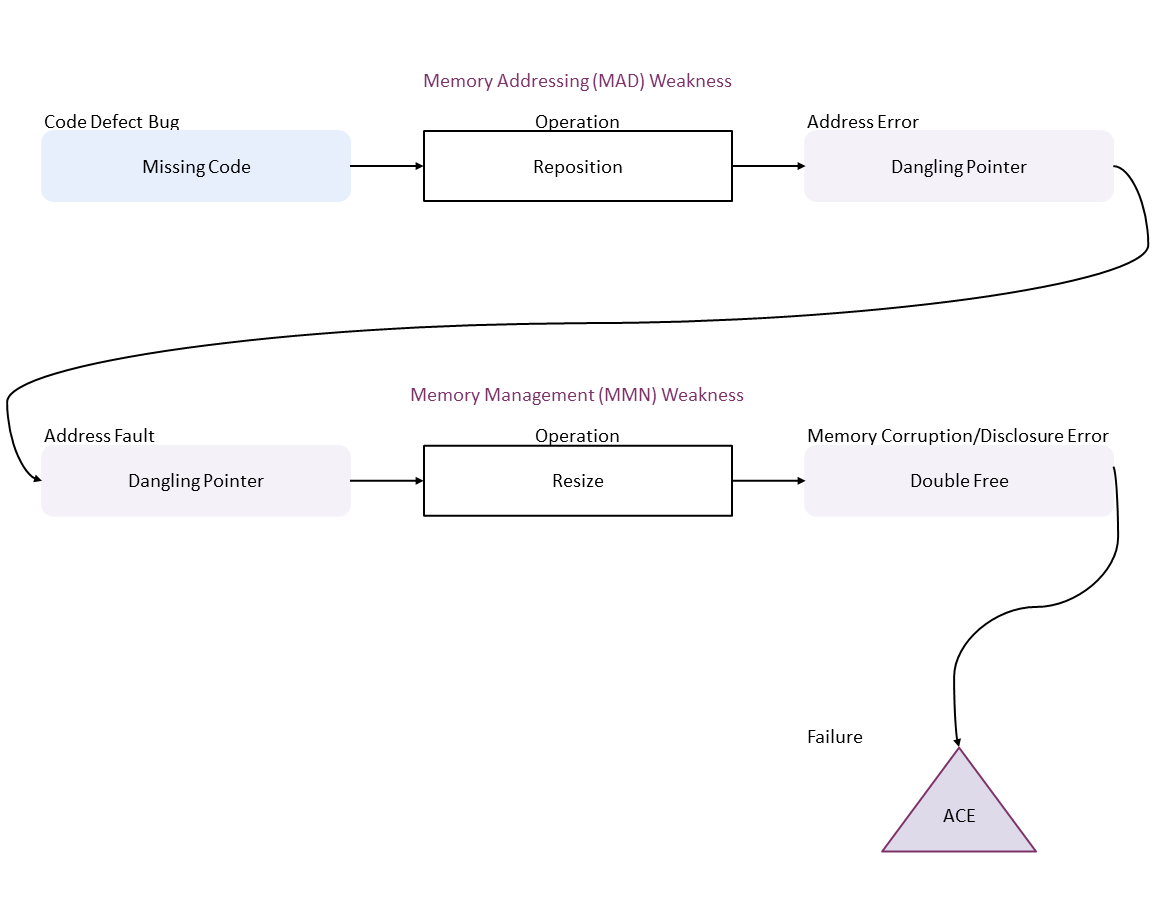 Memory Addressing (MAD) Weakness
Code Defect Bug
Operation
Address Error
Missing Code
Reposition
Dangling Pointer
Memory Management (MMN) Weakness
Address Fault
Operation
Memory Corruption/Disclosure Error
Dangling Pointer
Resize
Double Free
Failure
ACE